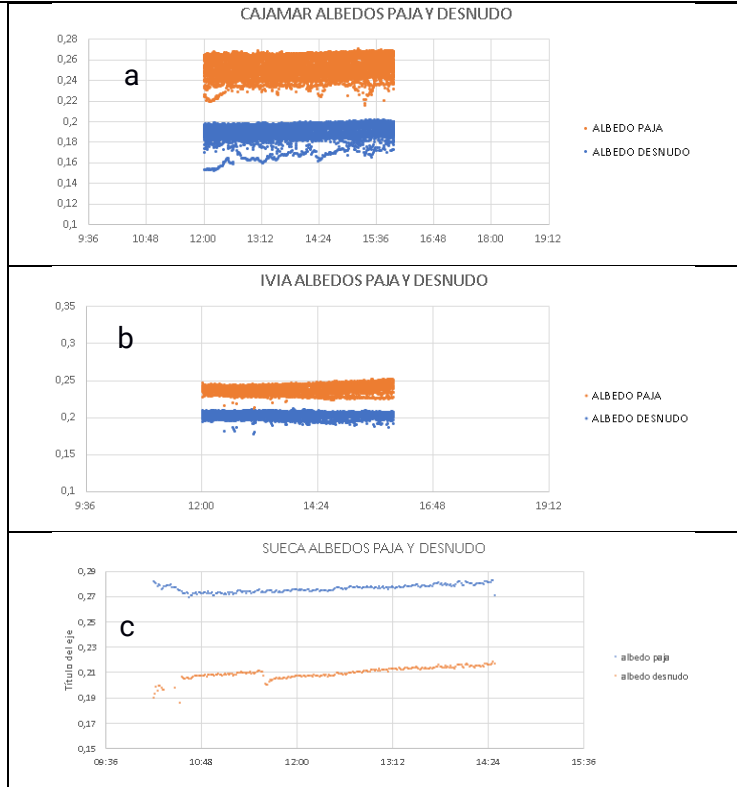 CAJAMAR ALBEDOS PAJA Y DESNUDO
a
0,28
0,26
0,24
0,22
0,2
0,18
0,16
0,14
0,12
0,1
9:36 10:48 12:00 13:12 14:24 15:36 16:48 18:00 19:12
ALBEDO PAJA
ALBEDO DESNUDO
IVIA ALBEDOS PAJA Y DESNUDO
b
0,35
0,3
0,25
0,2
0,15
0,1
9:36 12:00 14:24 16:48 19:12
ALBEDO PAJA
ALBEDO DESNUDO
SUECA ALBEDOS PAJA Y DESNUDO
c
Título del eje
0,29
0,27
0,25
0,23
0,21
0,19
0,17
0,15
09:36 10:48 12:00 13:12 14:24 15:36
albedo paja
albedo desnudo